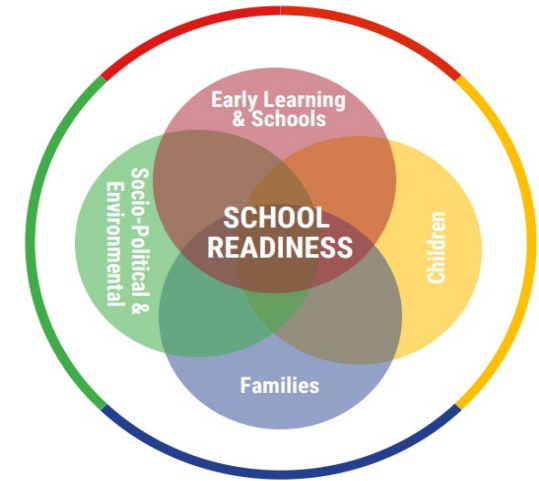 Early Learning
& Schools
Socio-Political &
Environmental
SCHOOL
READINESS
Children
Families